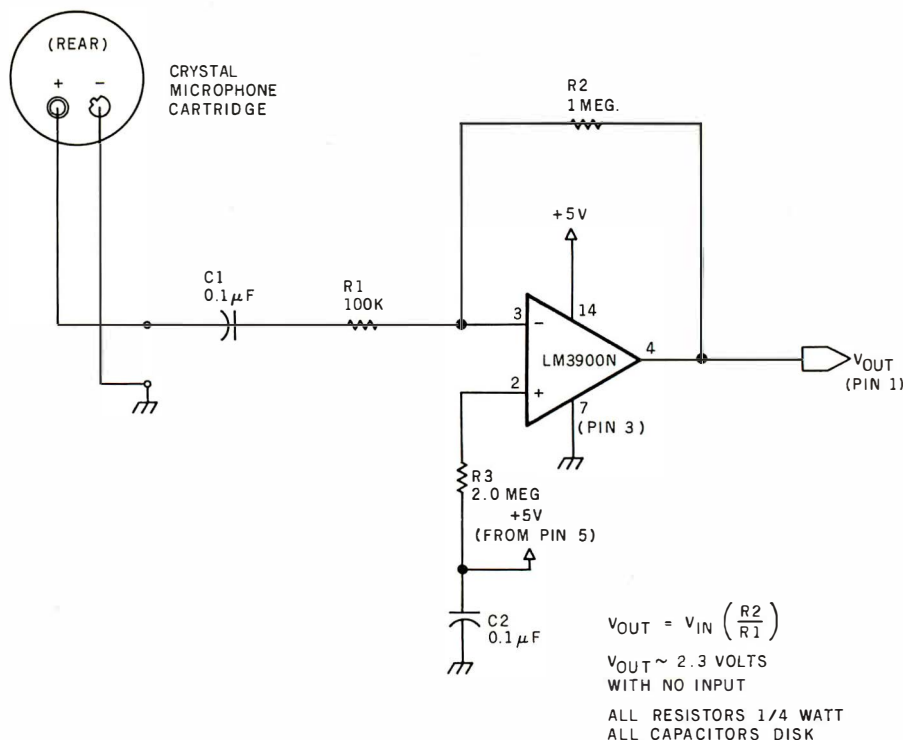 (REAR)
+ -
CRYSTAL
MICROPHONE
CARTRIDGE
R2
1 MEG.
+5V
C1
0.1µF
R1
100K
3
-
14
LM3900N
4
VOUT
(PIN 1)
2
+
7
(PIN 3)
R3
2.0 MEG
+5V
(FROM PIN 5)
C2
0.1µF
VOUT = VIN (R2/R1)
VOUT ~ 2.3 VOLTS
WITH NO INPUT
ALL RESISTORS 1/4 WATT
ALL CAPACITORS DISK